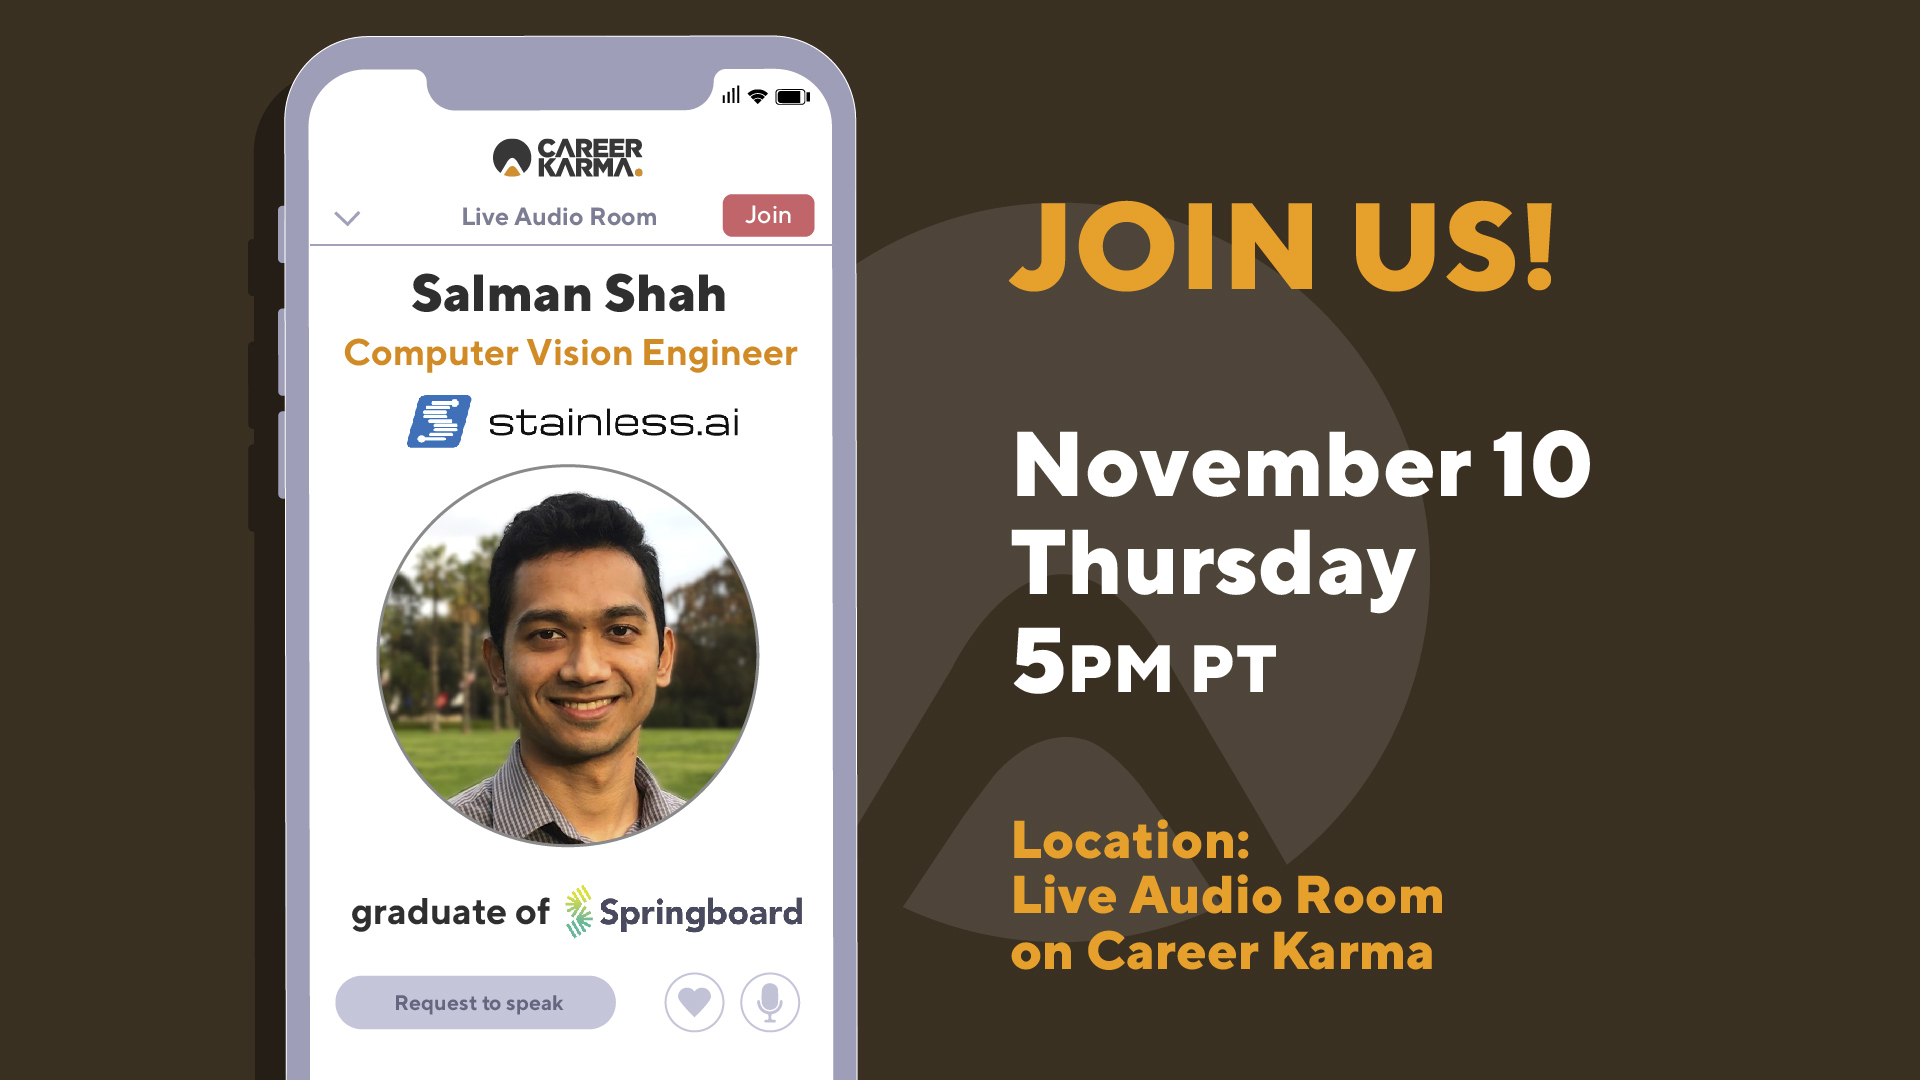 CAREER
KARMA.
Live Audio Room
Join
Salman Shah
Computer Vision Engineer
stainless.ai
graduate of Springboard
Request to speak
JOIN US!
November 10
Thursday
5PM PT
Location:
Live Audio Room
on Career Karma